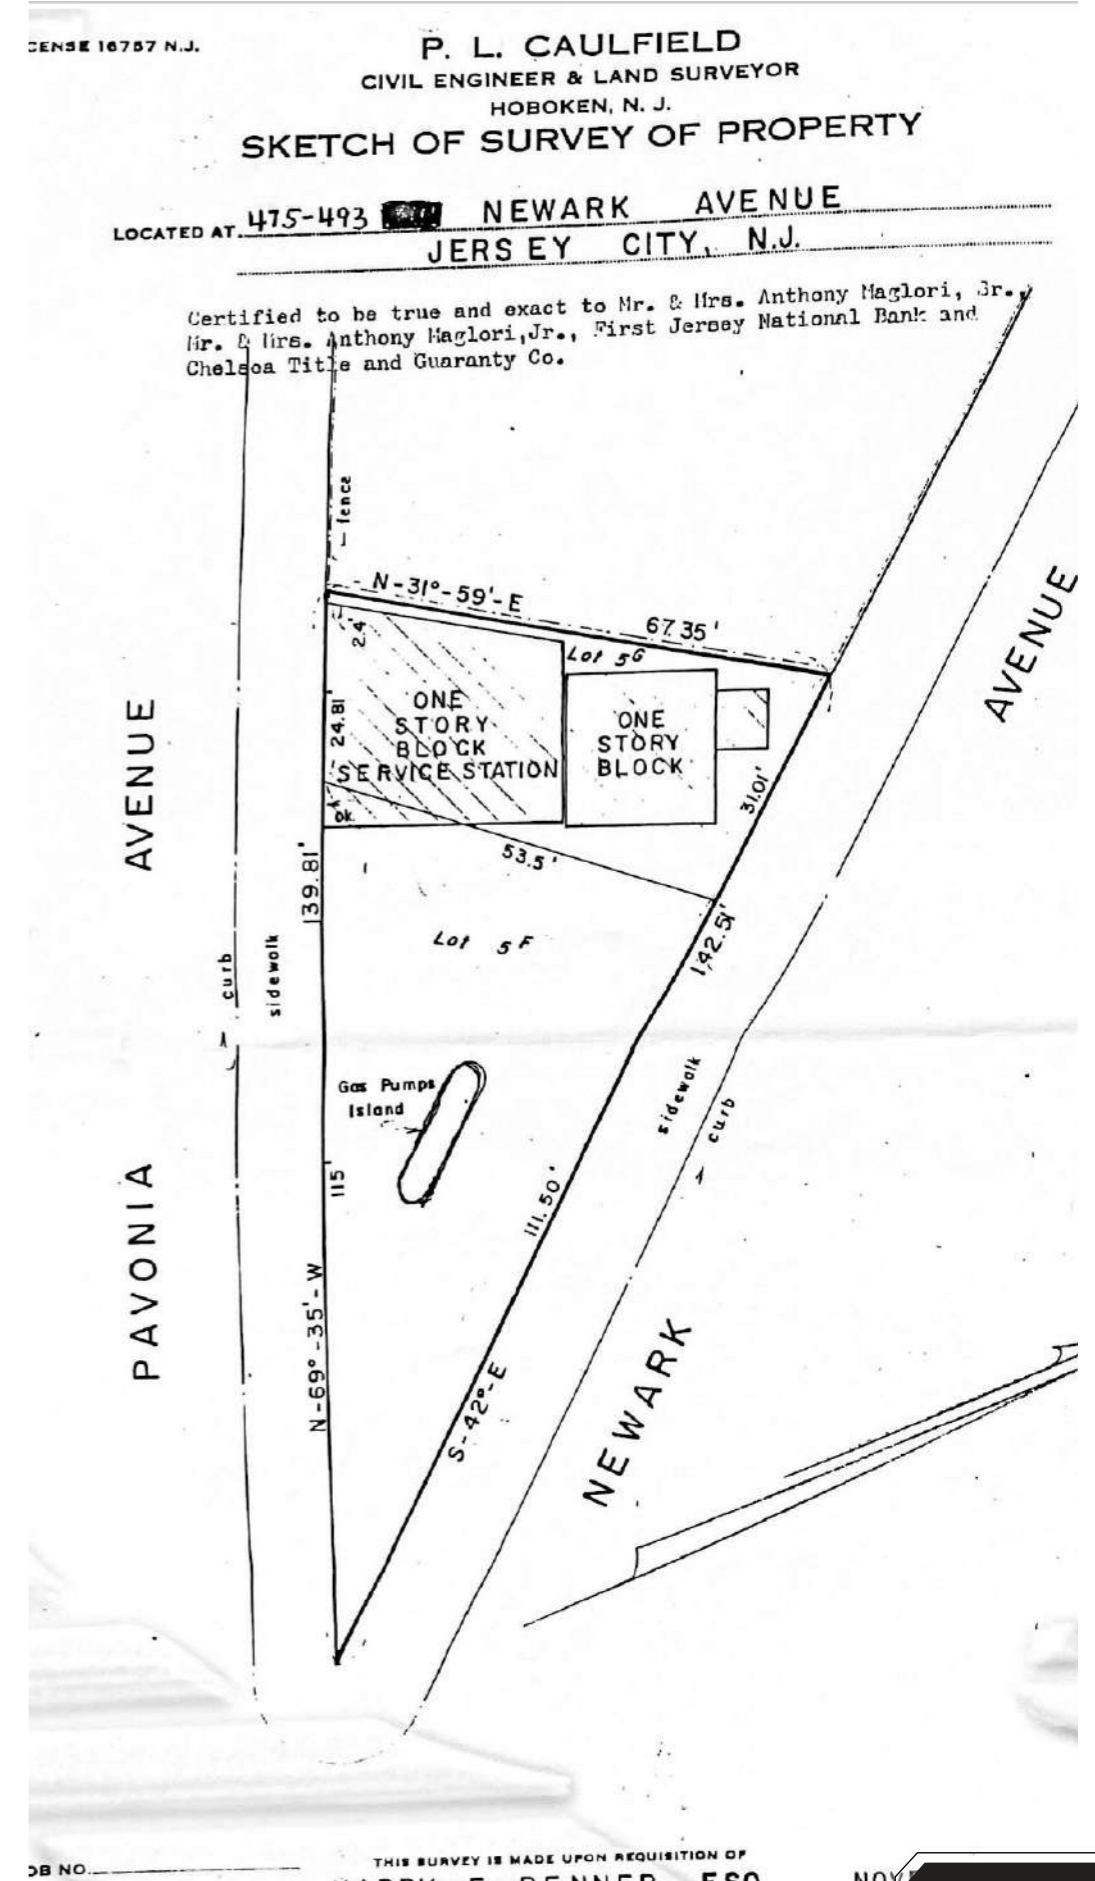 CENSE 16757 N.J.
P. L. CAULFIELD
CIVIL ENGINEER & LAND SURVEYOR
HOBOKEN, N. J.
SKETCH OF SURVEY OF PROPERTY
LOCATED AT 475-493 NEWARK AVENUE
JERSEY CITY, N.J.
Certified to be true and exact to Mr. & Mrs. Anthony Maglori, Sr.,
Mr. & Mrs. Anthony Maglori,Jr., First Jersey National Bank and
Chelsea Title and Guaranty Co.
fence
N-31°-59'-E
67.35'
2.4
Lot 5G
ONE
STORY
BLOCK
SERVICE STATION
ONE
STORY
BLOCK
24.81'
ok.
31.01'
53.5'
139.81'
Lot 5F
142.51'
AVENUE
PAVONIA
AVENUE
NEWARK
curb
sidewalk
Gas Pumps
Island
sidewalk
curb
115'
111.50'
N-69°-35'-W
S-42°-E
OB NO.
THIS SURVEY IS MADE UPON REQUISITION OF